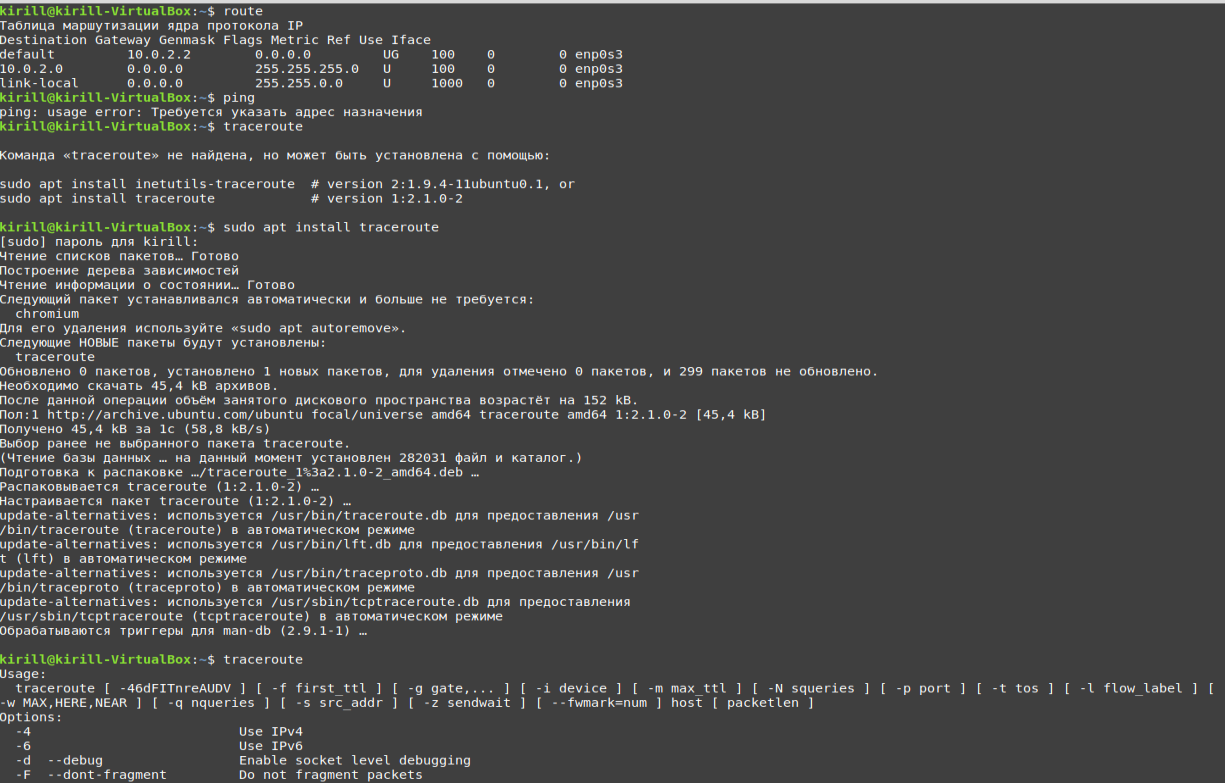 kirill@kirill-VirtualBox:~$ route
Таблица маршутизации ядра протокола IP
Destination Gateway Genmask Flags Metric Ref Use Iface
default         10.0.2.2        0.0.0.0         UG    100    0        0 enp0s3
10.0.2.0        0.0.0.0         255.255.255.0   U     100    0        0 enp0s3
link-local      0.0.0.0         255.255.0.0     U     1000   0        0 enp0s3
kirill@kirill-VirtualBox:~$ ping
ping: usage error: Требуется указать адрес назначения
kirill@kirill-VirtualBox:~$ traceroute
Команда «traceroute» не найдена, но может быть установлена с помощью:
sudo apt install inetutils-traceroute  # version 2:1.9.4-11ubuntu0.1, or
sudo apt install traceroute            # version 1:2.1.0-2
kirill@kirill-VirtualBox:~$ sudo apt install traceroute
[sudo] пароль для kirill:
Чтение списков пакетов… Готово
Построение дерева зависимостей
Чтение информации о состоянии… Готово
Следующий пакет устанавливался автоматически и больше не требуется:
  chromium
Для его удаления используйте «sudo apt autoremove».
Следующие НОВЫЕ пакеты будут установлены:
  traceroute
Обновлено 0 пакетов, установлено 1 новых пакетов, для удаления отмечено 0 пакетов, и 299 пакетов не обновлено.
Необходимо скачать 45,4 kB архивов.
После данной операции объём занятого дискового пространства возрастёт на 152 kB.
Пол:1 http://archive.ubuntu.com/ubuntu focal/universe amd64 traceroute amd64 1:2.1.0-2 [45,4 kB]
Получено 45,4 kB за 1с (58,8 kB/s)
Выбор ранее не выбранного пакета traceroute.
(Чтение базы данных … на данный момент установлен 282031 файл и каталог.)
Подготовка к распаковке …/traceroute_1%3a2.1.0-2_amd64.deb …
Распаковывается traceroute (1:2.1.0-2) …
Настраивается пакет traceroute (1:2.1.0-2) …
update-alternatives: используется /usr/bin/traceroute.db для предоставления /usr
/bin/traceroute (traceroute) в автоматическом режиме
update-alternatives: используется /usr/bin/lft.db для предоставления /usr/bin/lf
t (lft) в автоматическом режиме
update-alternatives: используется /usr/bin/traceproto.db для предоставления /usr
/bin/traceproto (traceproto) в автоматическом режиме
update-alternatives: используется /usr/sbin/tcptraceroute.db для предоставления
/usr/sbin/tcptraceroute (tcptraceroute) в автоматическом режиме
Обрабатываются триггеры для man-db (2.9.1-1) …
kirill@kirill-VirtualBox:~$ traceroute
Usage:
  traceroute [ -46dFITnreAUDV ] [ -f first_ttl ] [ -g gate,... ] [ -i device ] [ -m max_ttl ] [ -N squeries ] [ -p port ] [ -t tos ] [ -l flow_label ] [
-w MAX,HERE,NEAR ] [ -q nqueries ] [ -s src_addr ] [ -z sendwait ] [ --fwmark=num ] host [ packetlen ]
Options:
  -4                          Use IPv4
  -6                          Use IPv6
  -d  --debug                 Enable socket level debugging
  -F  --dont-fragment         Do not fragment packets